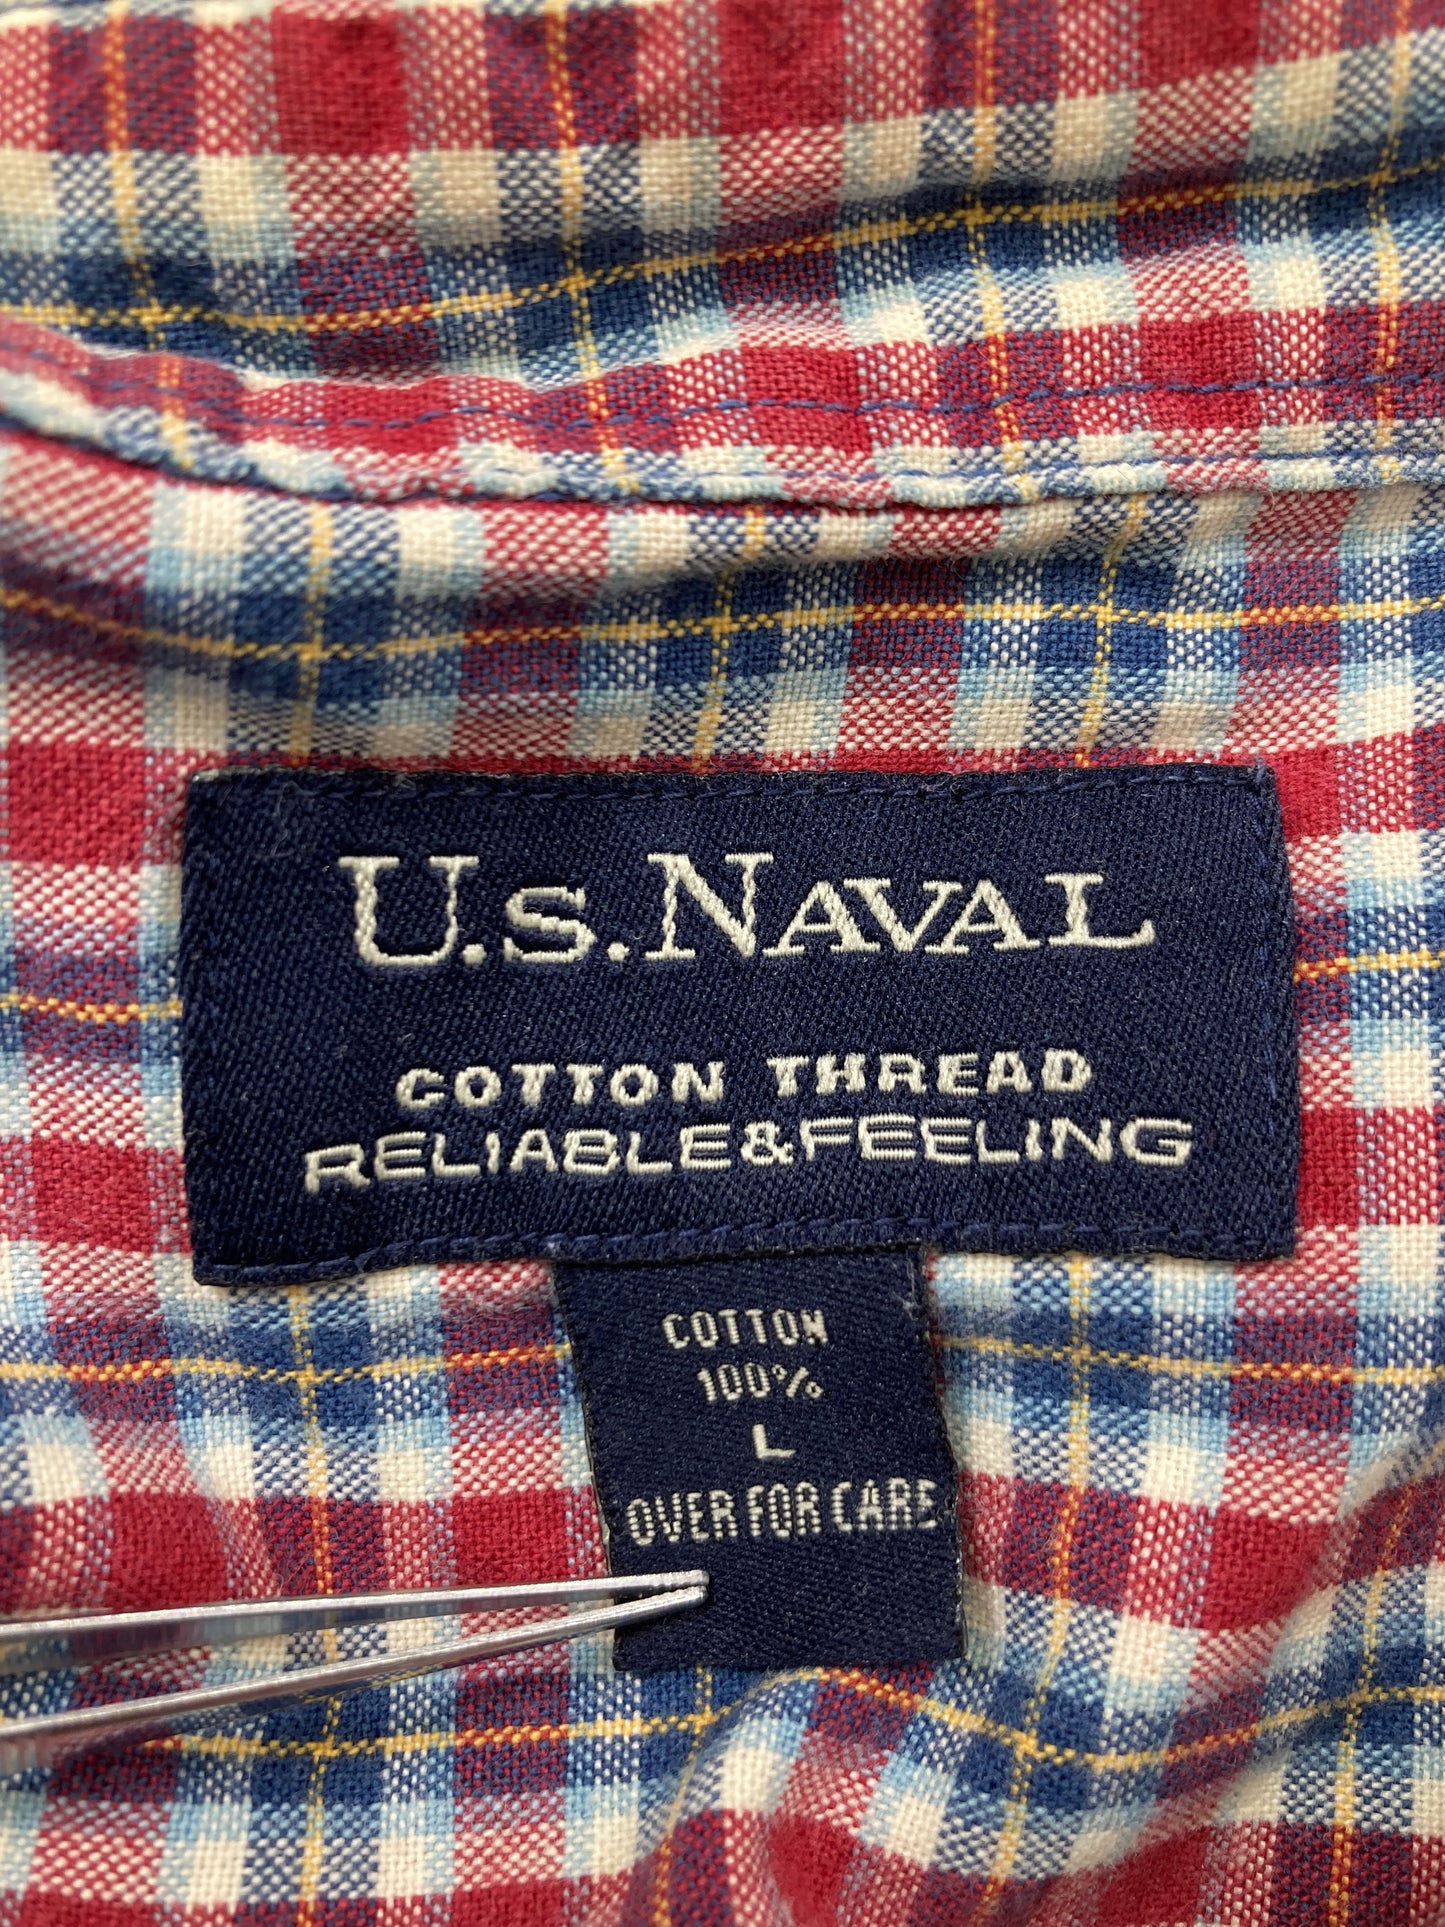 U.S. NAVAL
COTTON THREAD
RELIABLE&FEELING
COTTON
100%
L
OVER FOR CARE